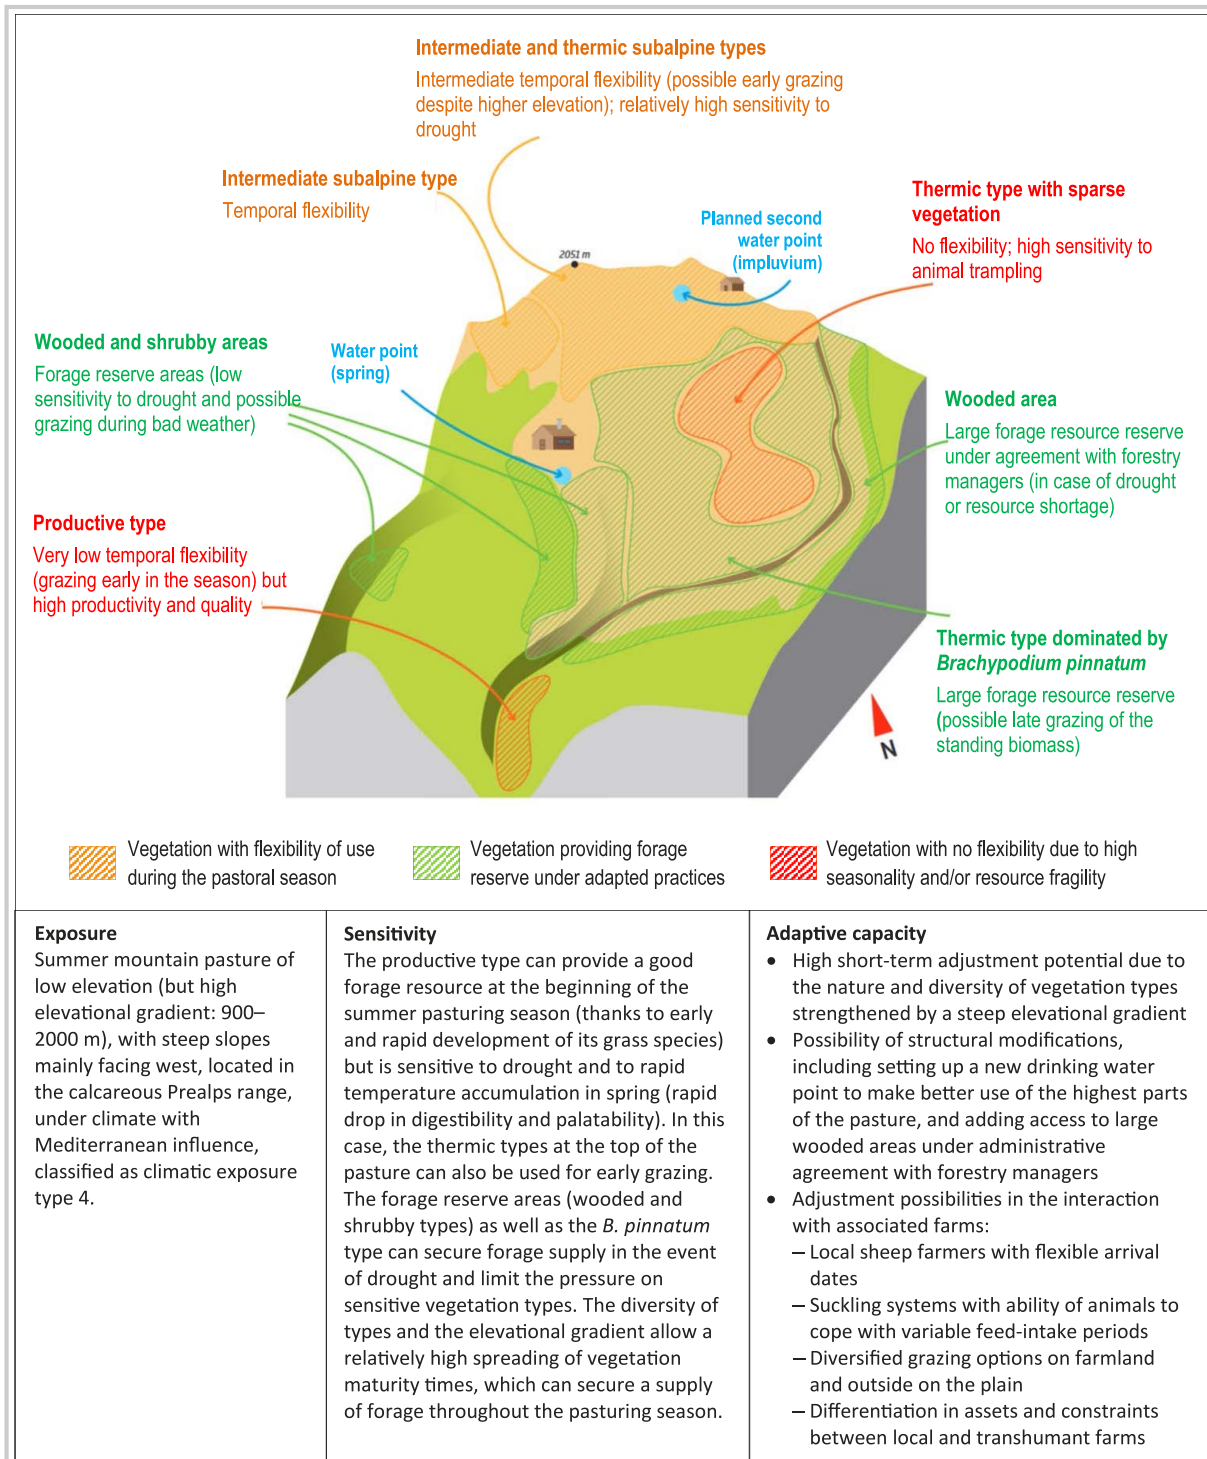 Intermediate and thermic subalpine types
Intermediate temporal flexibility (possible early grazing
despite higher elevation); relatively high sensitivity to
drought
Intermediate subalpine type
Temporal flexibility
Thermic type with sparse
vegetation
No flexibility; high sensitivity to
animal trampling
Planned second
water point
(impluvium)
2051 m
Wooded and shrubby areas
Forage reserve areas (low
sensitivity to drought and possible
grazing during bad weather)
Water point
(spring)
Wooded area
Large forage resource reserve
under agreement with forestry
managers (in case of drought
or resource shortage)
Productive type
Very low temporal flexibility
(grazing early in the season) but
high productivity and quality
Thermic type dominated by
Brachypodium pinnatum
Large forage resource reserve
(possible late grazing of the
standing biomass)
N
Vegetation with flexibility of use
during the pastoral season
Vegetation providing forage
reserve under adapted practices
Vegetation with no flexibility due to high
seasonality and/or resource fragility
Exposure
Summer mountain pasture of
low elevation (but high
elevational gradient: 900–
2000 m), with steep slopes
mainly facing west, located in
the calcareous Prealps range,
under climate with
Mediterranean influence,
classified as climatic exposure
type 4.
Sensitivity
The productive type can provide a good
forage resource at the beginning of the
summer pasturing season (thanks to early
and rapid development of its grass species)
but is sensitive to drought and to rapid
temperature accumulation in spring (rapid
drop in digestibility and palatability). In this
case, the thermic types at the top of the
pasture can also be used for early grazing.
The forage reserve areas (wooded and
shrubby types) as well as the B. pinnatum
type can secure forage supply in the event
of drought and limit the pressure on
sensitive vegetation types. The diversity of
types and the elevational gradient allow a
relatively high spreading of vegetation
maturity times, which can secure a supply
of forage throughout the pasturing season.
Adaptive capacity
• High short-term adjustment potential due to
the nature and diversity of vegetation types
strengthened by a steep elevational gradient
• Possibility of structural modifications,
including setting up a new drinking water
point to make better use of the highest parts
of the pasture, and adding access to large
wooded areas under administrative
agreement with forestry managers
• Adjustment possibilities in the interaction
with associated farms:
– Local sheep farmers with flexible arrival
dates
– Suckling systems with ability of animals to
cope with variable feed-intake periods
– Diversified grazing options on farmland
and outside on the plain
– Differentiation in assets and constraints
between local and transhumant farms